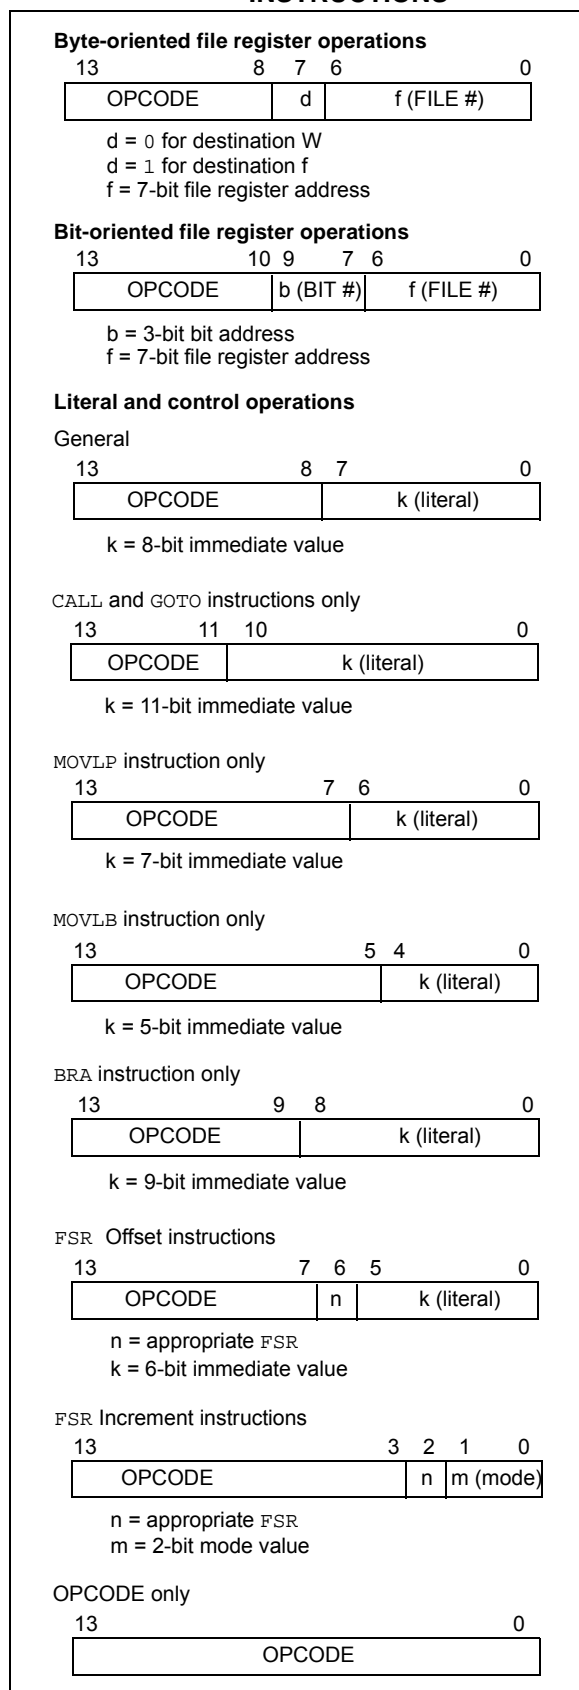 INSTRUCTIONS
Byte-oriented file register operations
13 8 7 6 0
OPCODE d f (FILE #)
d = 0 for destination W
d = 1 for destination f
f = 7-bit file register address
Bit-oriented file register operations
13 10 9 7 6 0
OPCODE b (BIT #) f (FILE #)
b = 3-bit bit address
f = 7-bit file register address
Literal and control operations
General
13 8 7 0
OPCODE k (literal)
k = 8-bit immediate value
CALL and GOTO instructions only
13 11 10 0
OPCODE k (literal)
k = 11-bit immediate value
MOVLP instruction only
13 7 6 0
OPCODE k (literal)
k = 7-bit immediate value
MOVLB instruction only
13 5 4 0
OPCODE k (literal)
k = 5-bit immediate value
BRA instruction only
13 9 8 0
OPCODE k (literal)
k = 9-bit immediate value
FSR Offset instructions
13 7 6 5 0
OPCODE n k (literal)
n = appropriate FSR
k = 6-bit immediate value
FSR Increment instructions
13 3 2 1 0
OPCODE n m (mode)
n = appropriate FSR
m = 2-bit mode value
OPCODE only
13 0
OPCODE